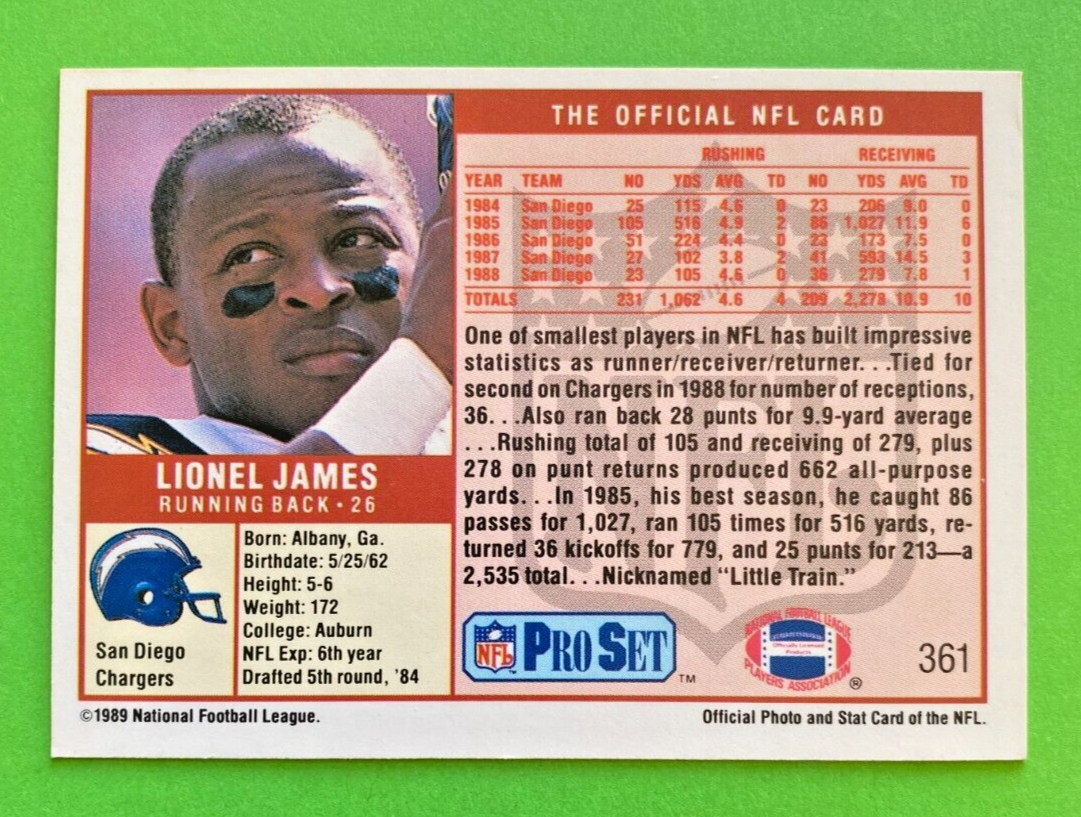 THE OFFICIAL NFL CARD
RUSHING RECEIVING
YEAR TEAM NO YDS AVG TD NO YDS AVG TD
1984 San Diego 25 115 4.6 0 23 206 9.0 0
1985 San Diego 105 516 4.9 2 86 1,027 11.9 6
1986 San Diego 51 224 4.4 0 23 173 7.5 0
1987 San Diego 27 102 3.8 2 41 593 14.5 3
1988 San Diego 23 105 4.6 0 36 279 7.8 1
TOTALS 231 1,062 4.6 4 209 2,278 10.9 10
One of smallest players in NFL has built impressive
statistics as runner/receiver/returner. . .Tied for
second on Chargers in 1988 for number of receptions,
36. . .Also ran back 28 punts for 9.9-yard average
. . .Rushing total of 105 and receiving of 279, plus
278 on punt returns produced 662 all-purpose
yards. . .In 1985, his best season, he caught 86
passes for 1,027, ran 105 times for 516 yards, re-
turned 36 kickoffs for 779, and 25 punts for 213—a
2,535 total. . .Nicknamed “Little Train.”
LIONEL JAMES
RUNNING BACK • 26
San Diego
Chargers
Born: Albany, Ga.
Birthdate: 5/25/62
Height: 5-6
Weight: 172
College: Auburn
NFL Exp: 6th year
Drafted 5th round, '84
NFL PRO SET TM
NATIONAL FOOTBALL LEAGUE
Officially Licensed
Products
PLAYERS ASSOCIATION ®
361
©1989 National Football League.
Official Photo and Stat Card of the NFL.